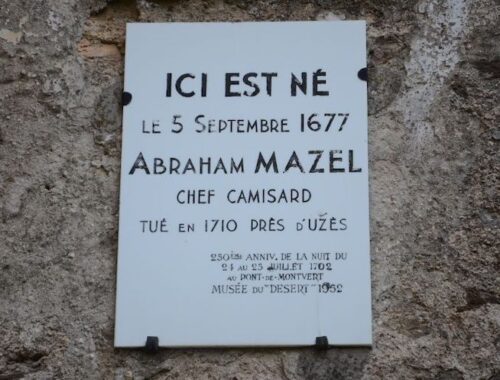 ICI EST NÉ
LE 5 SEPTEMBRE 1677
ABRAHAM MAZEL
CHEF CAMISARD
TUÉ EN 1710 PRÈS D'UZÈS
250ÈME ANNIV. DE LA NUIT DU
24 AU 25 JUILLET 1702
AU PONT-DE-MONTVERT
MUSÉE DU "DESERT" 1952